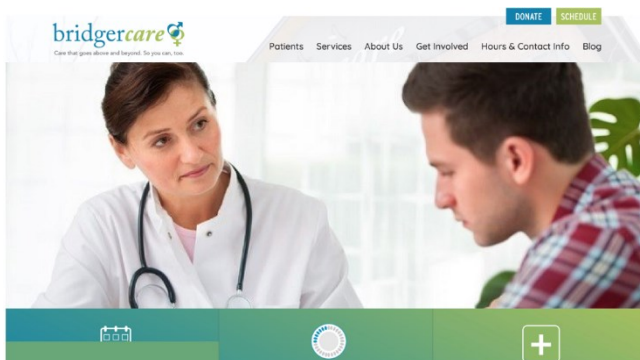 DONATE SCHEDULE
bridgercare
Care that goes above and beyond. So you can, too.
Patients Services About Us Get Involved Hours & Contact Info Blog